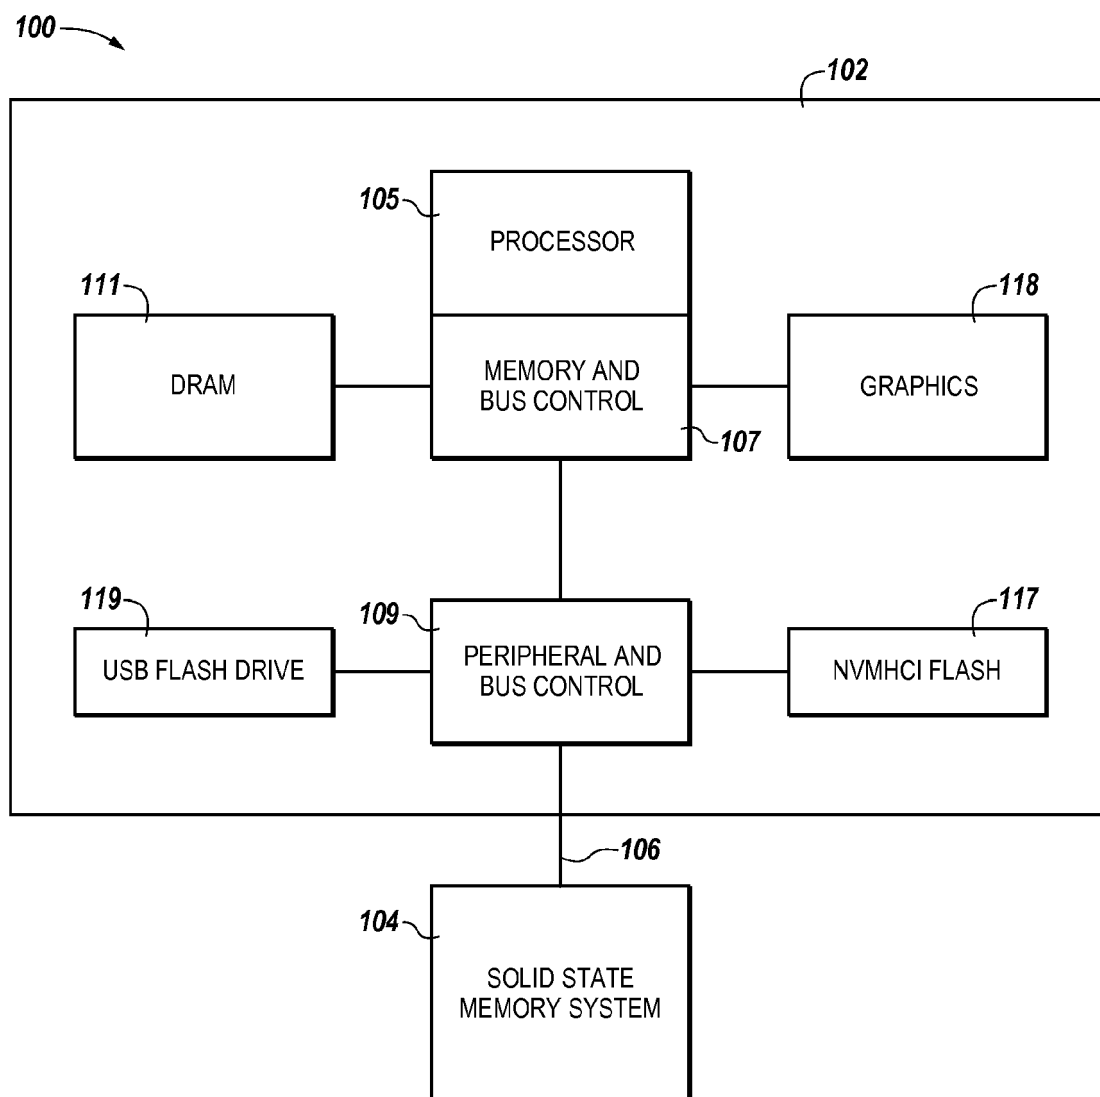 100
102
105
PROCESSOR
111
118
DRAM
MEMORY AND
BUS CONTROL
GRAPHICS
107
119
109
117
USB FLASH DRIVE
PERIPHERAL AND
BUS CONTROL
NVMHCI FLASH
106
104
SOLID STATE
MEMORY SYSTEM